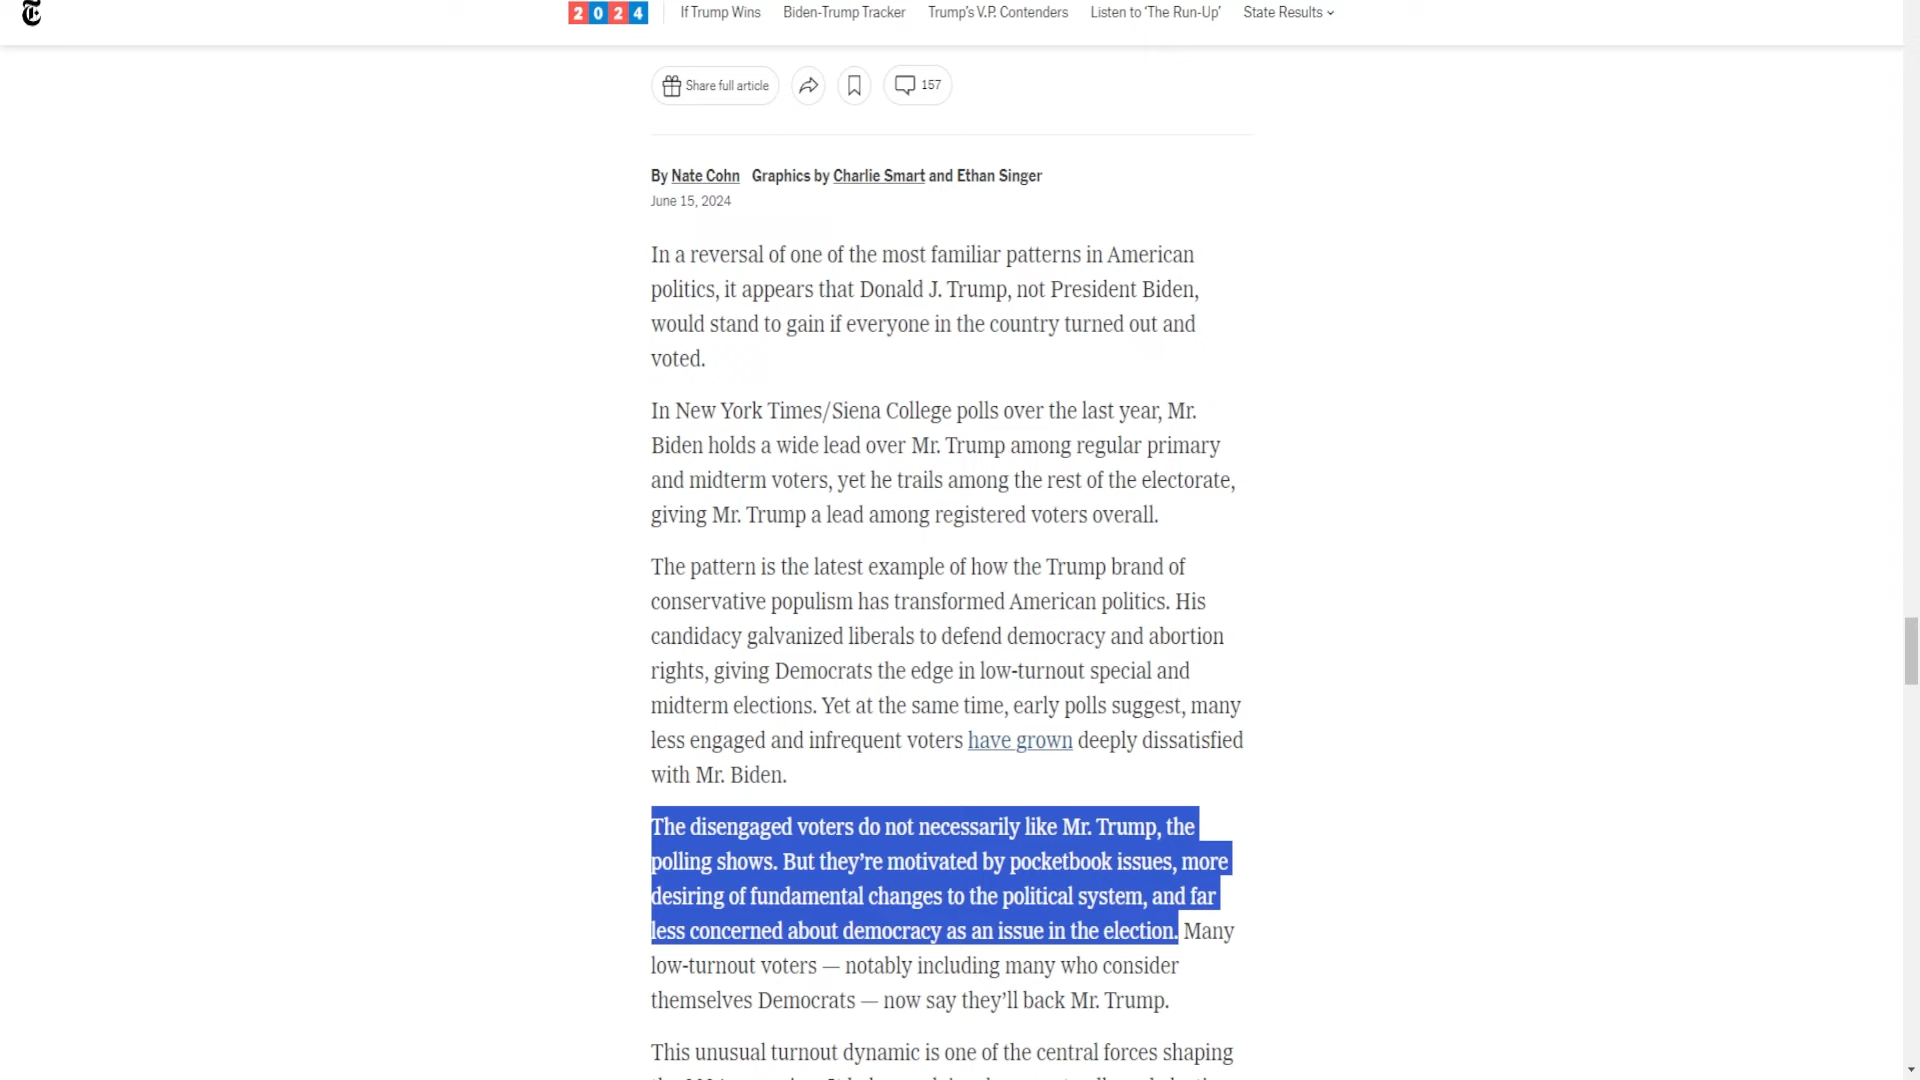 2024 If Trump Wins Biden-Trump Tracker Trump's V.P. Contenders Listen to 'The Run-Up' State Results
Share full article 157
By Nate Cohn Graphics by Charlie Smart and Ethan Singer
June 15, 2024
In a reversal of one of the most familiar patterns in American
politics, it appears that Donald J. Trump, not President Biden,
would stand to gain if everyone in the country turned out and
voted.
In New York Times/Siena College polls over the last year, Mr.
Biden holds a wide lead over Mr. Trump among regular primary
and midterm voters, yet he trails among the rest of the electorate,
giving Mr. Trump a lead among registered voters overall.
The pattern is the latest example of how the Trump brand of
conservative populism has transformed American politics. His
candidacy galvanized liberals to defend democracy and abortion
rights, giving Democrats the edge in low-turnout special and
midterm elections. Yet at the same time, early polls suggest, many
less engaged and infrequent voters have grown deeply dissatisfied
with Mr. Biden.
The disengaged voters do not necessarily like Mr. Trump, the
polling shows. But they're motivated by pocketbook issues, more
desiring of fundamental changes to the political system, and far
less concerned about democracy as an issue in the election. Many
low-turnout voters — notably including many who consider
themselves Democrats — now say they'll back Mr. Trump.
This unusual turnout dynamic is one of the central forces shaping